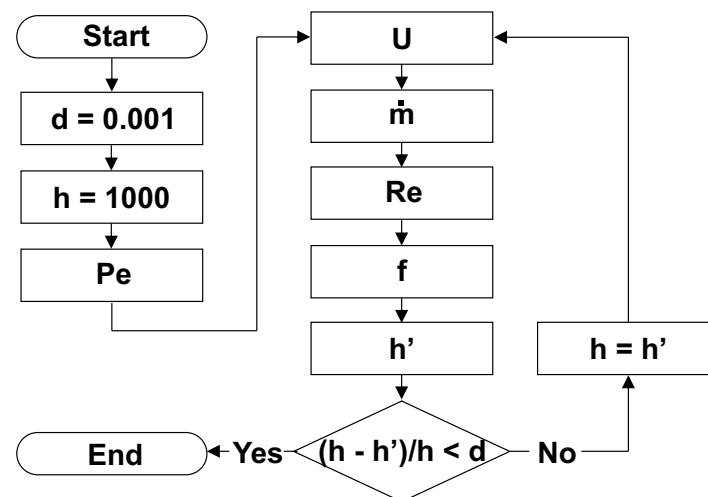 Start
d = 0.001
h = 1000
Pe
U
ṁ
Re
f
h’
(h - h’)/h < d
Yes
End
No
h = h’